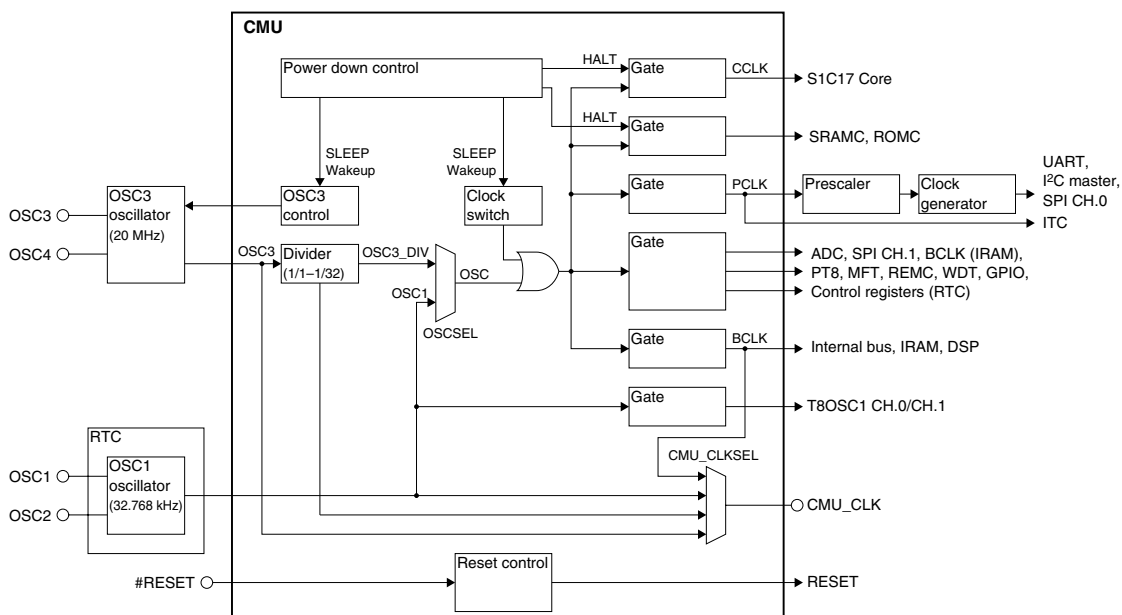 CMU
Power down control
HALT
Gate
CCLK
S1C17 Core
HALT
Gate
SRAMC, ROMC
SLEEP
Wakeup
SLEEP
Wakeup
UART,
I²C master,
SPI CH.0
OSC3
OSC4
OSC3
oscillator
(20 MHz)
OSC3
control
Clock
switch
Gate
PCLK
Prescaler
Clock
generator
ITC
OSC3
Divider
(1/1–1/32)
OSC3_DIV
OSC
OSC1
OSCSEL
Gate
ADC, SPI CH.1, BCLK (IRAM),
PT8, MFT, REMC, WDT, GPIO,
Control registers (RTC)
Gate
BCLK
Internal bus, IRAM, DSP
Gate
T8OSC1 CH.0/CH.1
RTC
OSC1
OSC2
OSC1
oscillator
(32.768 kHz)
CMU_CLKSEL
CMU_CLK
#RESET
Reset control
RESET